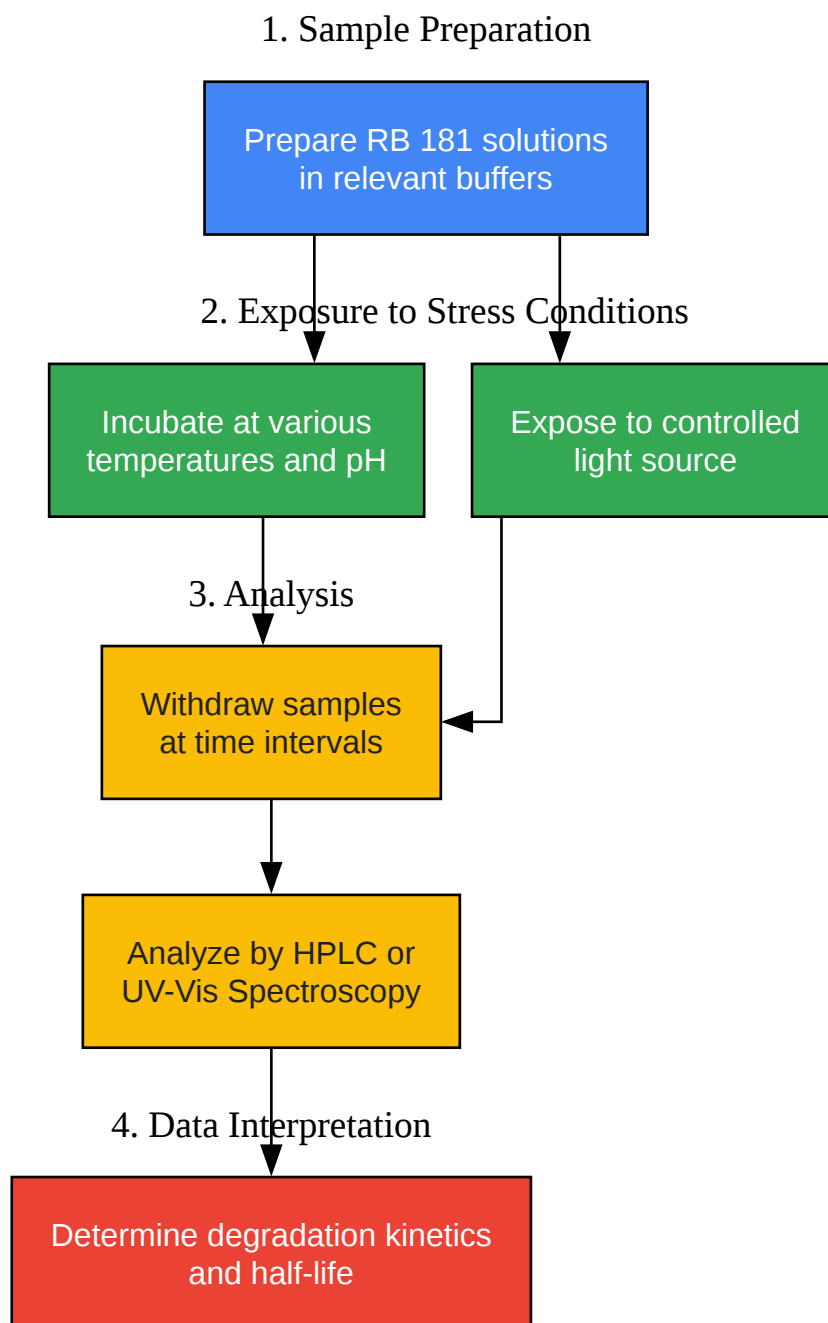 1. Sample Preparation
Prepare RB 181 solutions
in relevant buffers
2. Exposure to Stress Conditions
Incubate at various
temperatures and pH
Expose to controlled
light source
3. Analysis
Withdraw samples
at time intervals
Analyze by HPLC or
UV-Vis Spectroscopy
4. Data Interpretation
Determine degradation kinetics
and half-life